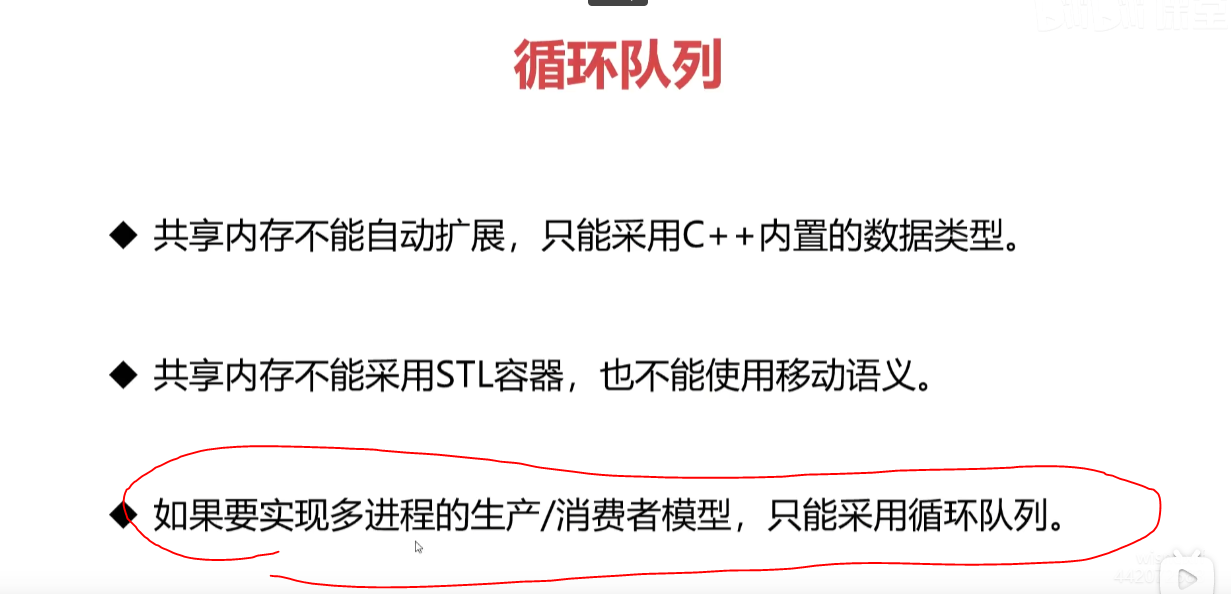 循环队列
◆ 共享内存不能自动扩展，只能采用C++内置的数据类型。
◆ 共享内存不能采用STL容器，也不能使用移动语义。
◆ 如果要实现多进程的生产/消费者模型，只能采用循环队列。